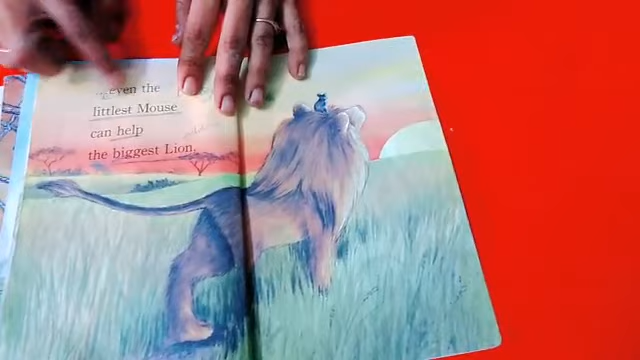 ...even the
littlest Mouse
can help
the biggest Lion.